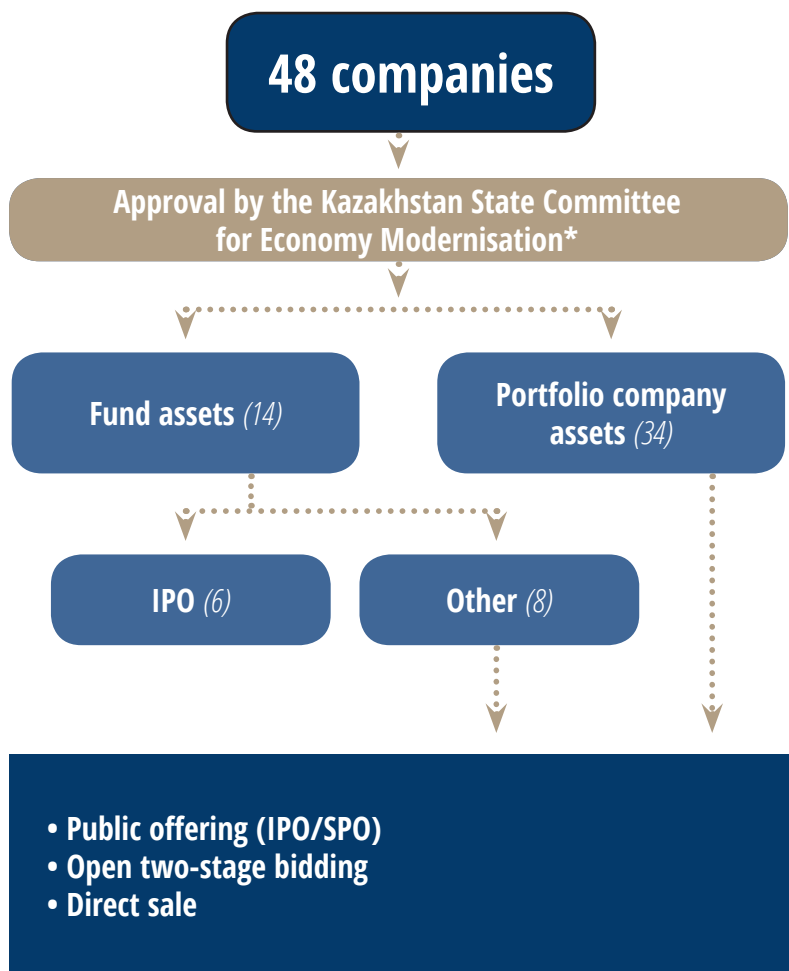 48 companies
Approval by the Kazakhstan State Committee
for Economy Modernisation*
Fund assets (14)
Portfolio company
assets (34)
IPO (6)
Other (8)
• Public offering (IPO/SPO)
• Open two-stage bidding
• Direct sale